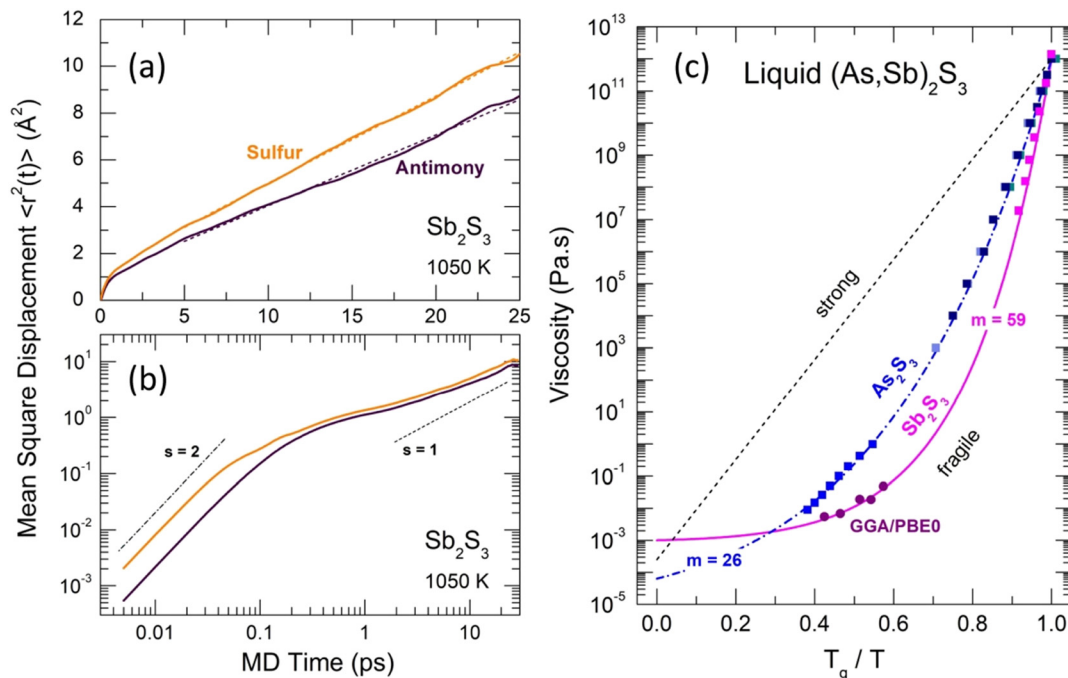 Mean Square Displacement <r²(t)> (Å²)
12
10
8
6
4
2
0
(a)
Sulfur
Antimony
Sb₂S₃
1050 K
0 5 10 15 20 25
10¹
10⁰
10⁻¹
10⁻²
10⁻³
(b)
s = 2
s = 1
Sb₂S₃
1050 K
0.01 0.1 1 10
MD Time (ps)
Viscosity (Pa.s)
10¹³
10¹¹
10⁹
10⁷
10⁵
10³
10¹
10⁻¹
10⁻³
10⁻⁵
(c)
Liquid (As,Sb)₂S₃
strong
m = 59
As₂S₃
Sb₂S₃
fragile
GGA/PBE0
m = 26
0.0 0.2 0.4 0.6 0.8 1.0
T_g / T